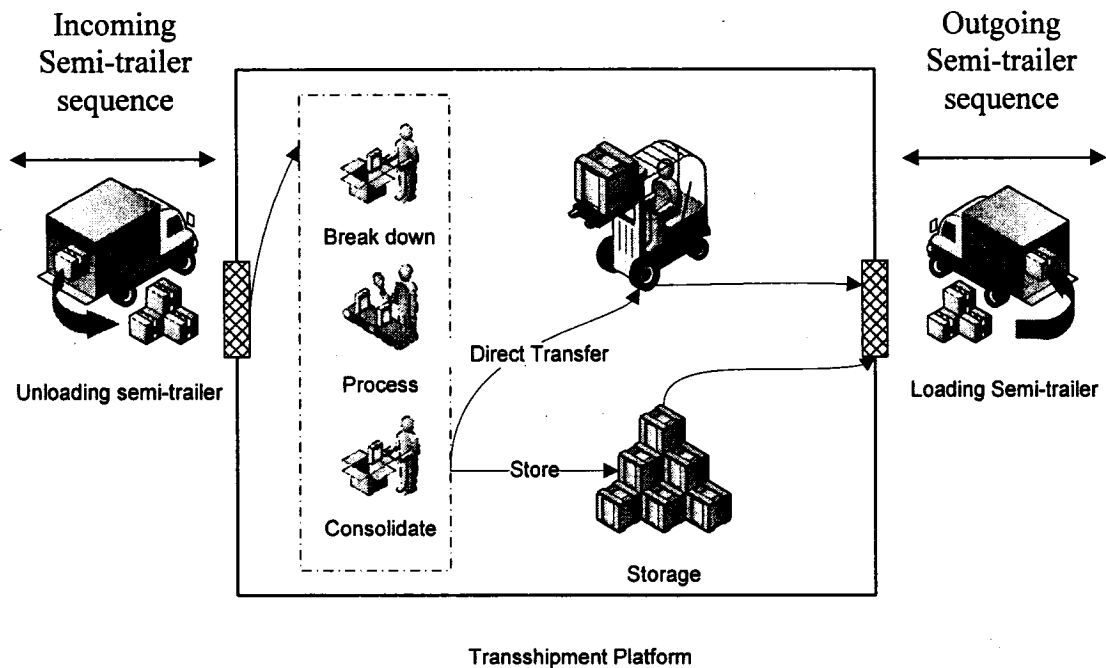 Incoming
Semi-trailer
sequence
Outgoing
Semi-trailer
sequence
Break down
Unloading semi-trailer
Process
Direct Transfer
Loading Semi-trailer
Store
Consolidate
Storage
Transshipment Platform